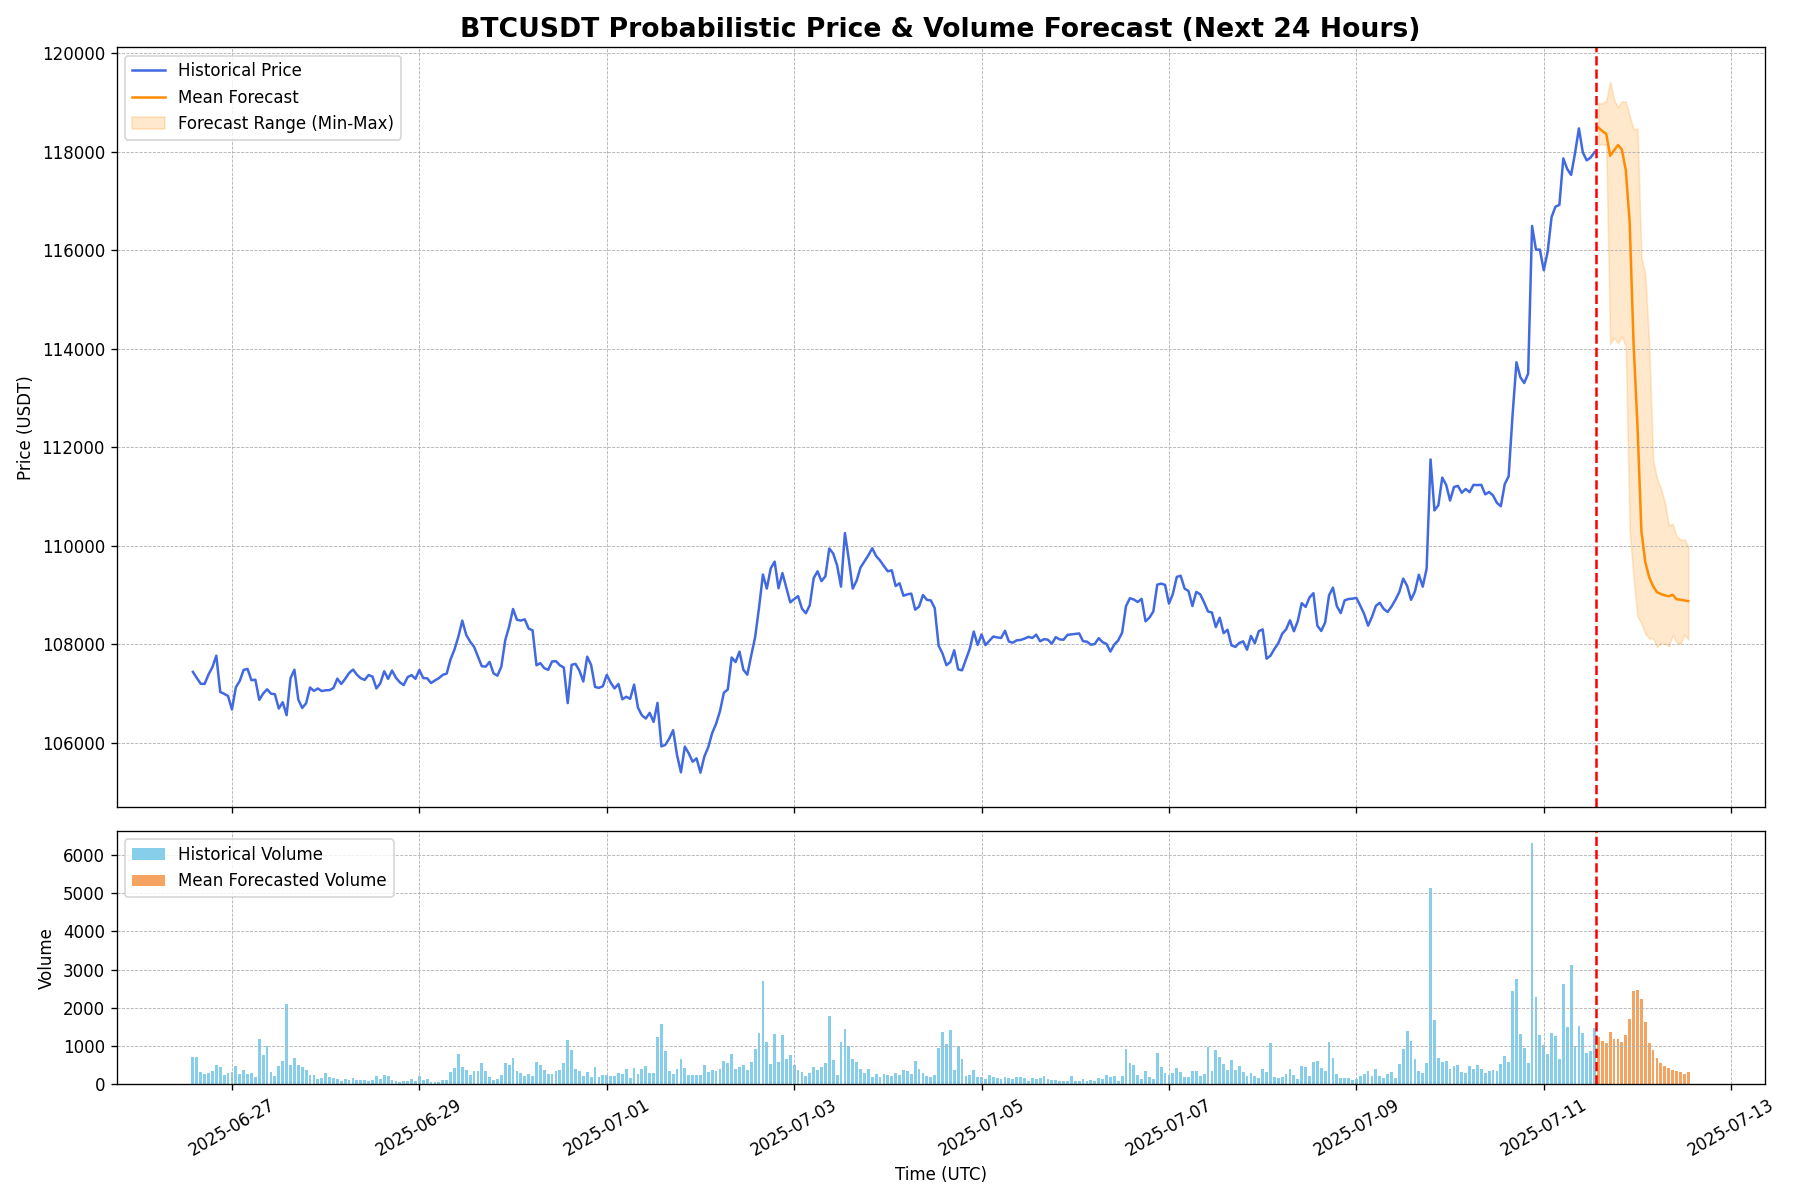 BTCUSDT Probabilistic Price & Volume Forecast (Next 24 Hours)
Historical Price
Mean Forecast
Forecast Range (Min-Max)
120000
118000
116000
114000
112000
110000
108000
106000
Price (USDT)
Historical Volume
Mean Forecasted Volume
6000
5000
4000
3000
2000
1000
0
Volume
2025-06-27
2025-06-29
2025-07-01
2025-07-03
2025-07-05
2025-07-07
2025-07-09
2025-07-11
2025-07-13
Time (UTC)